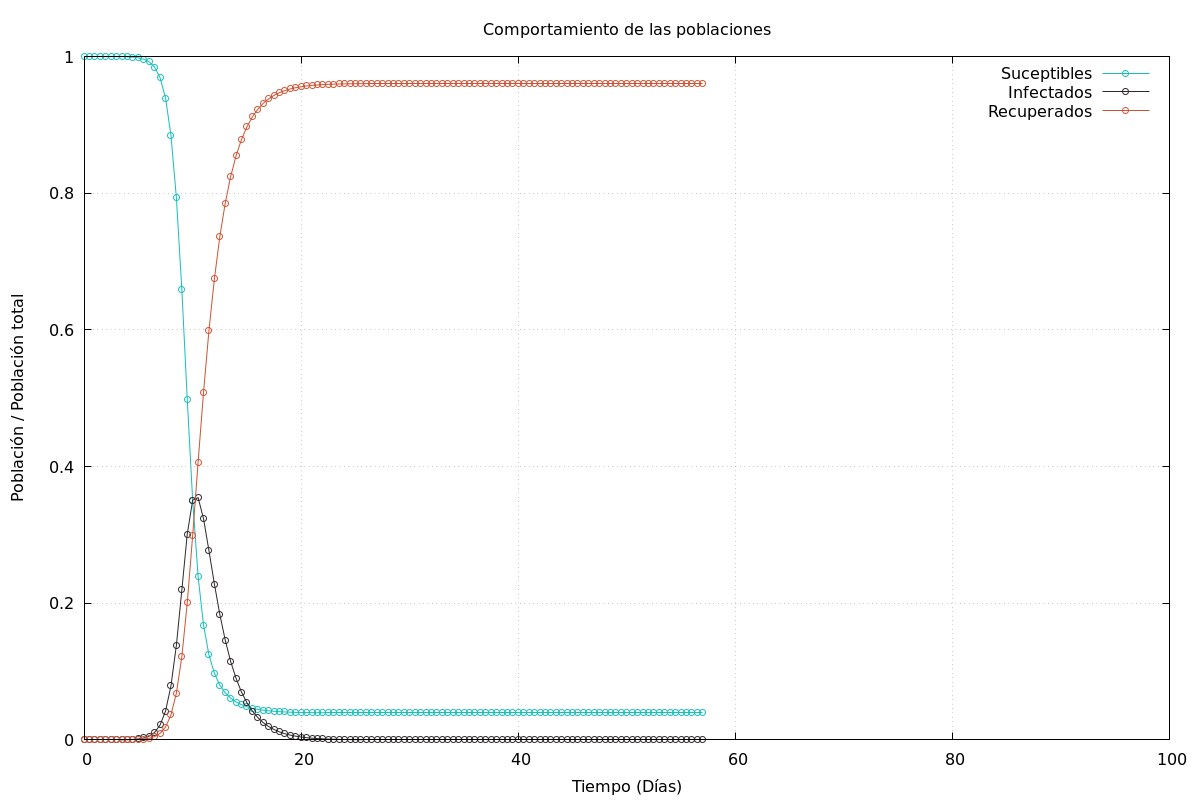 Comportamiento de las poblaciones
Suceptibles
Infectados
Recuperados
Población / Población total
1
0.8
0.6
0.4
0.2
0
0 20 40 60 80 100
Tiempo (Días)